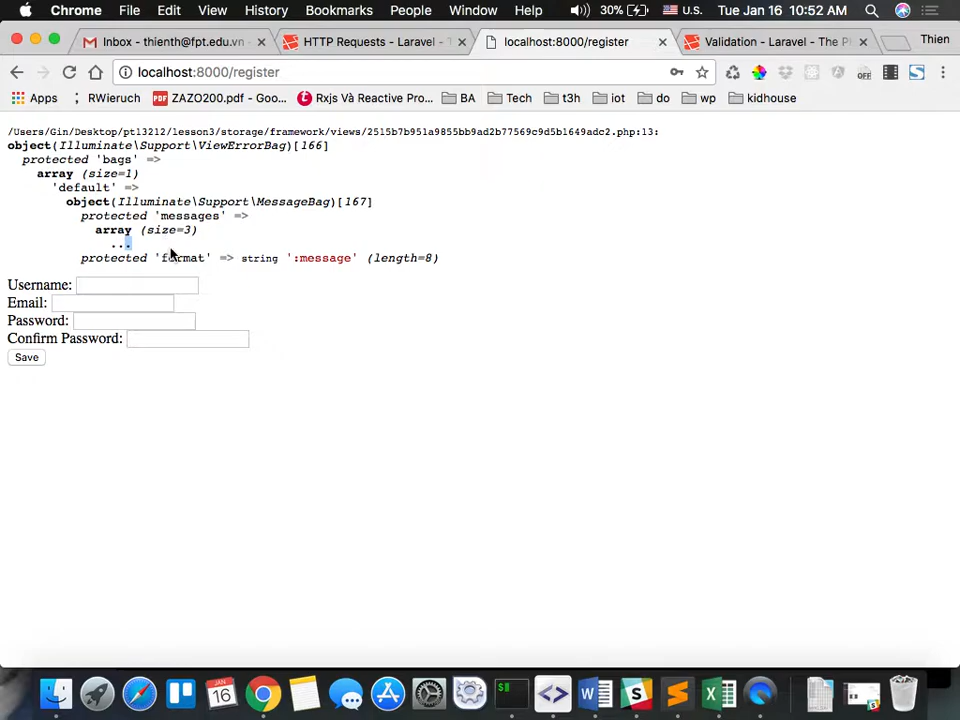 Chrome File Edit View History Bookmarks People Window Help 30% U.S. Tue Jan 16 10:52 AM
Inbox - thienth@fpt.edu.vn -
HTTP Requests - Laravel - T
localhost:8000/register
Validation - Laravel - The P
Thien
localhost:8000/register
OFF
Apps RWieruch ZAZO200.pdf - Goo... Rxjs Và Reactive Pro... BA Tech t3h iot do wp kidhouse
/Users/Gin/Desktop/pt13212/lesson3/storage/framework/views/2515b7b951a9855bb9ad2b77569c9d5b1649adc2.php:13:
object(Illuminate\Support\ViewErrorBag)[166]
protected 'bags' =>
array (size=1)
'default' =>
object(Illuminate\Support\MessageBag)[167]
protected 'messages' =>
array (size=3)
...
protected 'format' => string ':message' (length=8)
Username:
Email:
Password:
Confirm Password:
Save
JAN
16